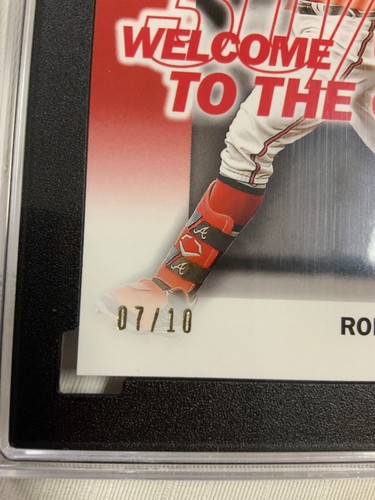 WELCOME
TO THE
A
A
07/10
RO